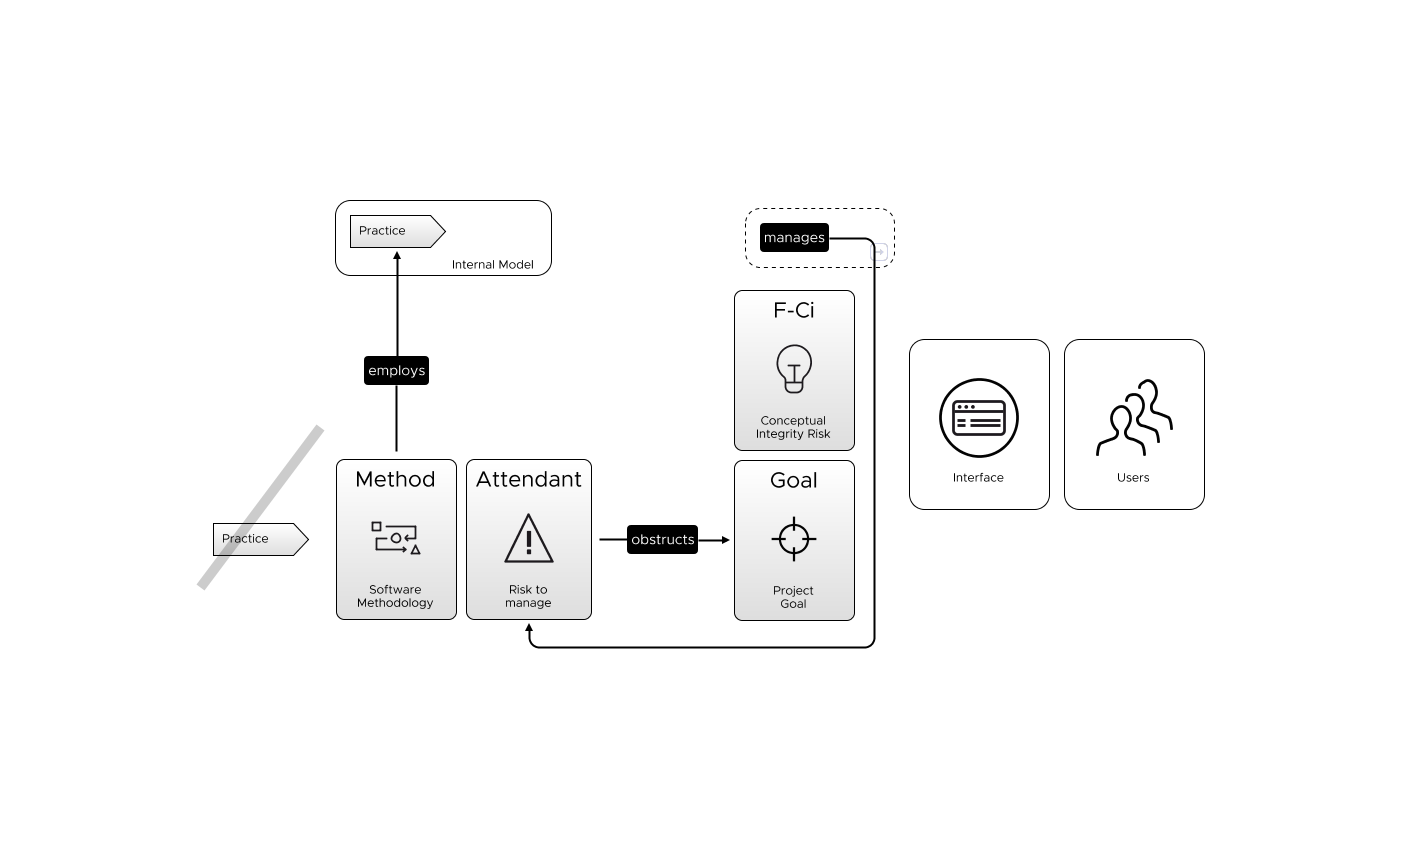 Practice
Internal Model
manages
F-Ci
Conceptual
Integrity Risk
employs
Method
Software
Methodology
Attendant
Risk to
manage
obstructs
Goal
Project
Goal
Interface
Users
Practice